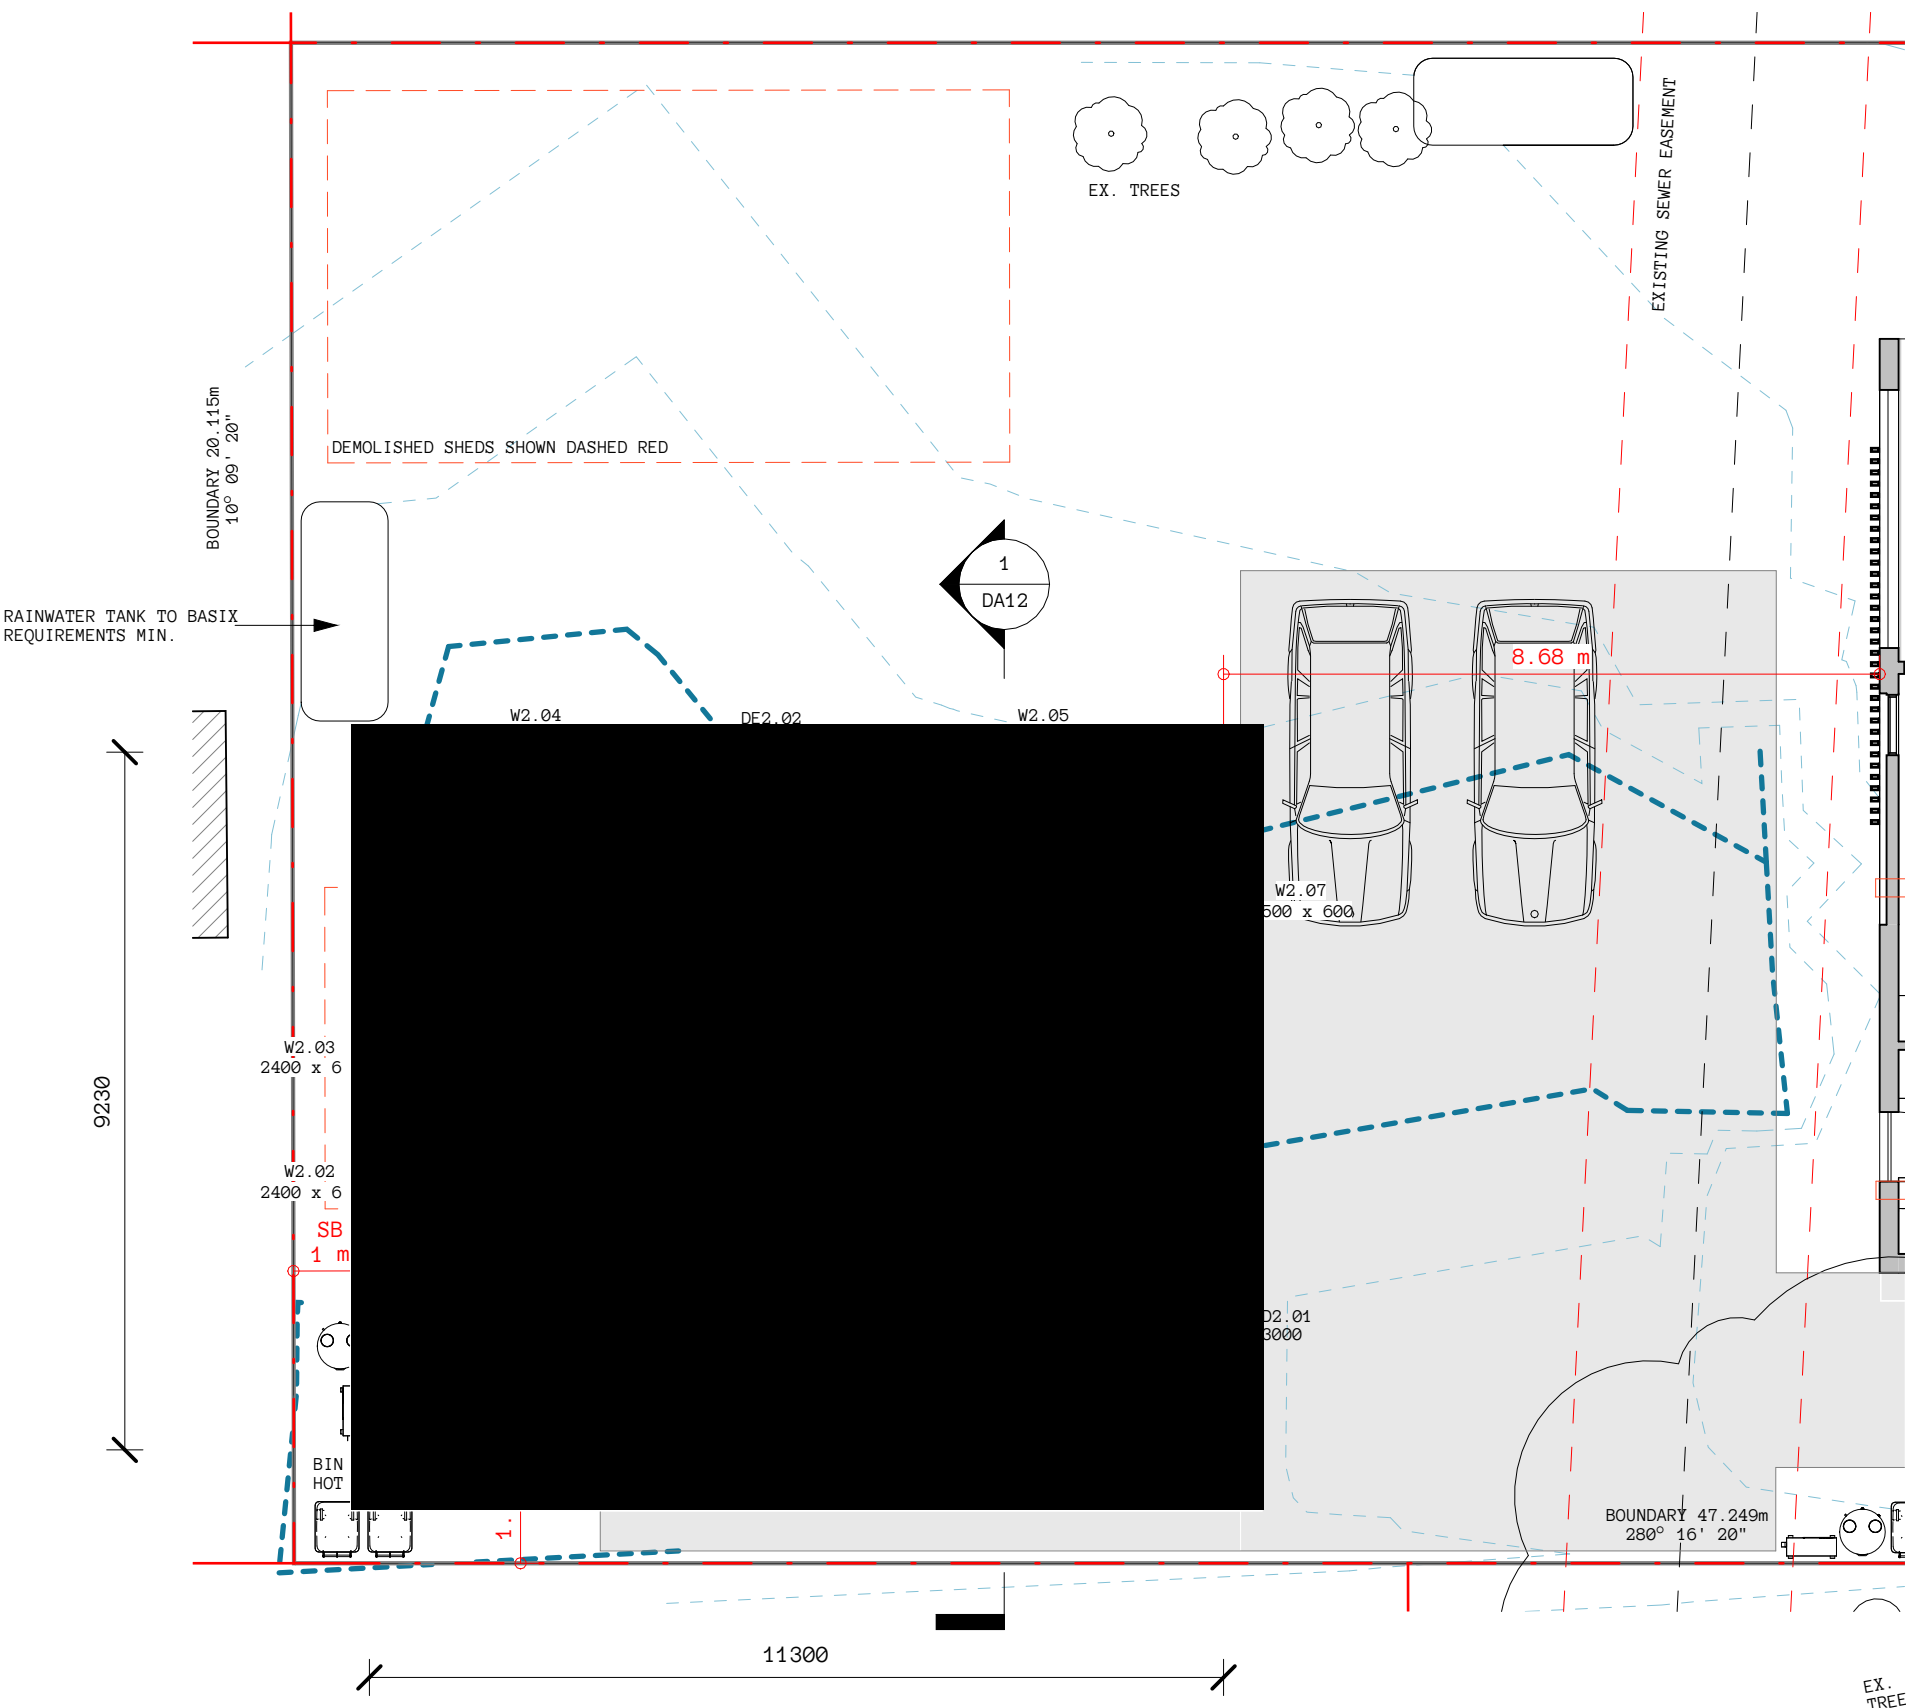 EXISTING SEWER EASEMENT
EX. TREES
BOUNDARY 20.115m
10° 09' 20"
DEMOLISHED SHEDS SHOWN DASHED RED
1
DA12
RAINWATER TANK TO BASIX
REQUIREMENTS MIN.
8.68 m
W2.04
DE2.02
W2.05
W2.07
500 x 600
W2.03
2400 x 6
9230
W2.02
2400 x 6
SB
1 m
D2.01
3000
BIN
HOT
1.
BOUNDARY 47.249m
280° 16' 20"
11300
EX.
TREE